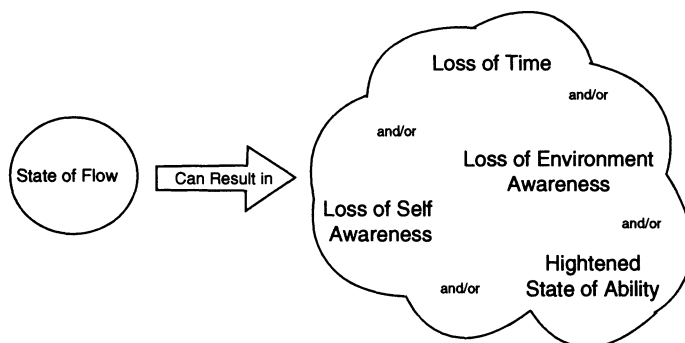 State of Flow
Can Result in
Loss of Time
and/or
and/or
Loss of Environment
Awareness
Loss of Self
Awareness
and/or
Hightened
State of Ability
and/or